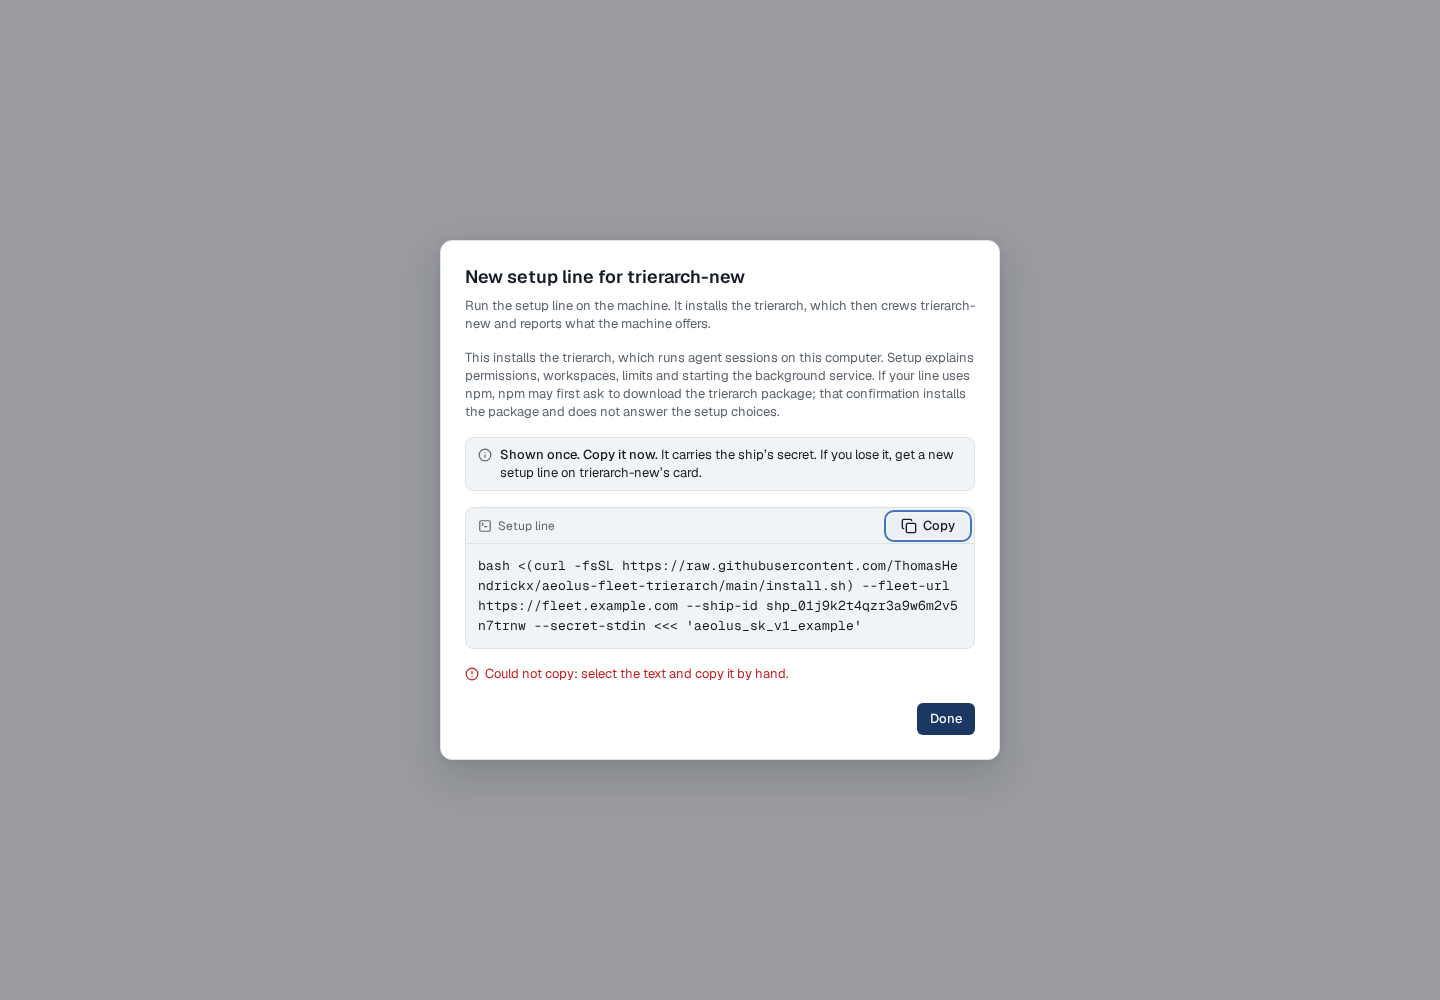 New setup line for trierarch-new
Run the setup line on the machine. It installs the trierarch, which then crews trierarch-
new and reports what the machine offers.
This installs the trierarch, which runs agent sessions on this computer. Setup explains
permissions, workspaces, limits and starting the background service. If your line uses
npm, npm may first ask to download the trierarch package; that confirmation installs
the package and does not answer the setup choices.
Shown once. Copy it now. It carries the ship’s secret. If you lose it, get a new
setup line on trierarch-new’s card.
Setup line
Copy
bash <(curl -fsSL https://raw.githubusercontent.com/ThomasHe
ndrickx/aeolus-fleet-trierarch/main/install.sh) --fleet-url
https://fleet.example.com --ship-id shp_01j9k2t4qzr3a9w6m2v5
n7trnw --secret-stdin <<< 'aeolus_sk_v1_example'
Could not copy: select the text and copy it by hand.
Done